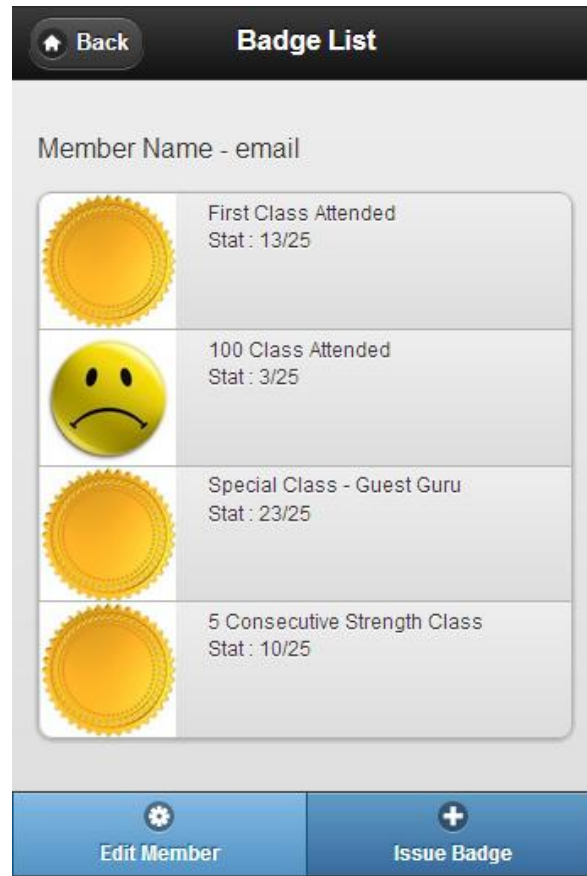 Back
Badge List
Member Name - email
First Class Attended
Stat : 13/25
100 Class Attended
Stat : 3/25
Special Class - Guest Guru
Stat : 23/25
5 Consecutive Strength Class
Stat : 10/25
Edit Member
Issue Badge